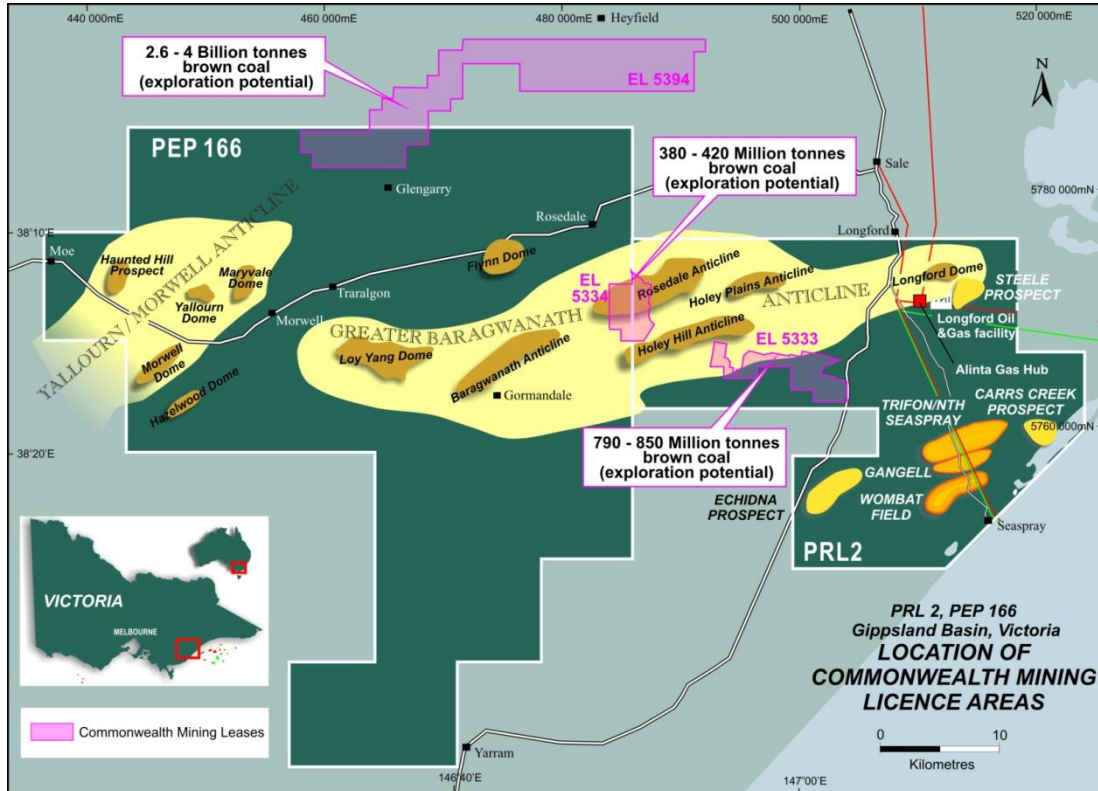 440 000mE
460 000mE
480 000mE
Heyfield
500 000mE
520 000mE
2.6 - 4 Billion tonnes
brown coal
(exploration potential)
EL 5394
N
PEP 166
380 - 420 Million tonnes
brown coal
(exploration potential)
Sale
Glengarry
5780 000mN
Rosedale
38°10'
Longford
Moe
YALLOURN / MORWELL ANTICLINE
Haunted Hill
Prospect
Maryvale
Dome
Yallourn
Dome
Flynn Dome
Traralgon
Morwell
EL
5334
Rosedale Anticline
Holey Plains Anticline
Longford Dome
STEELE
PROSPECT
GREATER BARAGWANATH
ANTICLINE
Longford Oil
&Gas facility
Holey Hill Anticline
EL 5333
Morwell
Dome
Loy Yang Dome
Baragwanath Anticline
Alinta Gas Hub
Hazelwood Dome
Gormandale
TRIFON/NTH
SEASPRAY
CARRS CREEK
PROSPECT
5760 000mN
38°20'
790 - 850 Million tonnes
brown coal
(exploration potential)
GANGELL
ECHIDNA
PROSPECT
WOMBAT
FIELD
Seaspray
PRL2
VICTORIA
MELBOURNE
PRL 2, PEP 166
Gippsland Basin, Victoria
LOCATION OF
COMMONWEALTH MINING
LICENCE AREAS
Commonwealth Mining Leases
0
10
Kilometres
Yarram
146°40'E
147°00'E